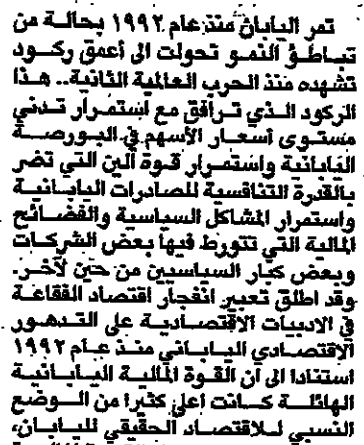 تمر اليابان منذ عام ١٩٩٢ بحالة من
تباطؤ النمو تحولت الى أعمق ركود
تشهده منذ الحرب العالمية الثانية.. هذا
الركود الذي ترافق مع استمرار تدني
مستوى أسعار الأسهم في البورصة
اليابانية واستمرار قوة الين التي تضر
بالقدرة التنافسية للصادرات اليابانية
واستمرار المشاكل السياسية والفضائح
المالية التي تتورط فيها بعض الشركات
وبعض كبار السياسيين من حين لآخر.
وقد اطلق تعبير انفجار اقتصاد الفقاعة
في الادبيات الاقتصادية على التدهور
الاقتصادي الياباني منذ عام ١٩٩٢
استنادا الى أن القوة المالية اليابانية
الهائلة كانت أعلى كثيرا من الوضع
النسبي للاقتصاد الحقيقي لليابان،